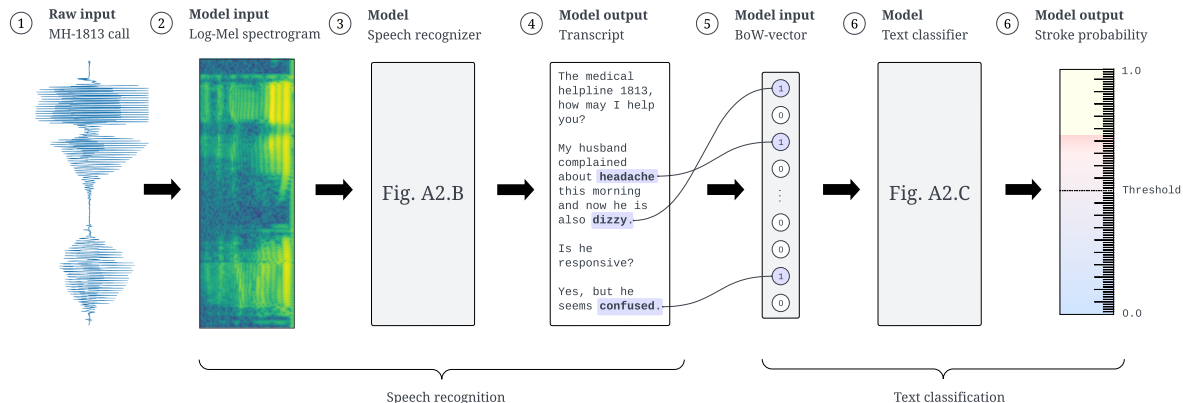 1 Raw input
MH-1813 call
2 Model input
Log-Mel spectrogram
3 Model
Speech recognizer
4 Model output
Transcript
5 Model input
BoW-vector
6 Model
Text classifier
6 Model output
Stroke probability
Fig. A2.B
The medical
helpline 1813,
how may I help
you?
My husband
complained
about headache
this morning
and now he is
also dizzy.
Is he
responsive?
Yes, but he
seems confused.
1
0
1
0
⋮
0
0
1
0
Fig. A2.C
1.0
Threshold
0.0
Speech recognition
Text classification